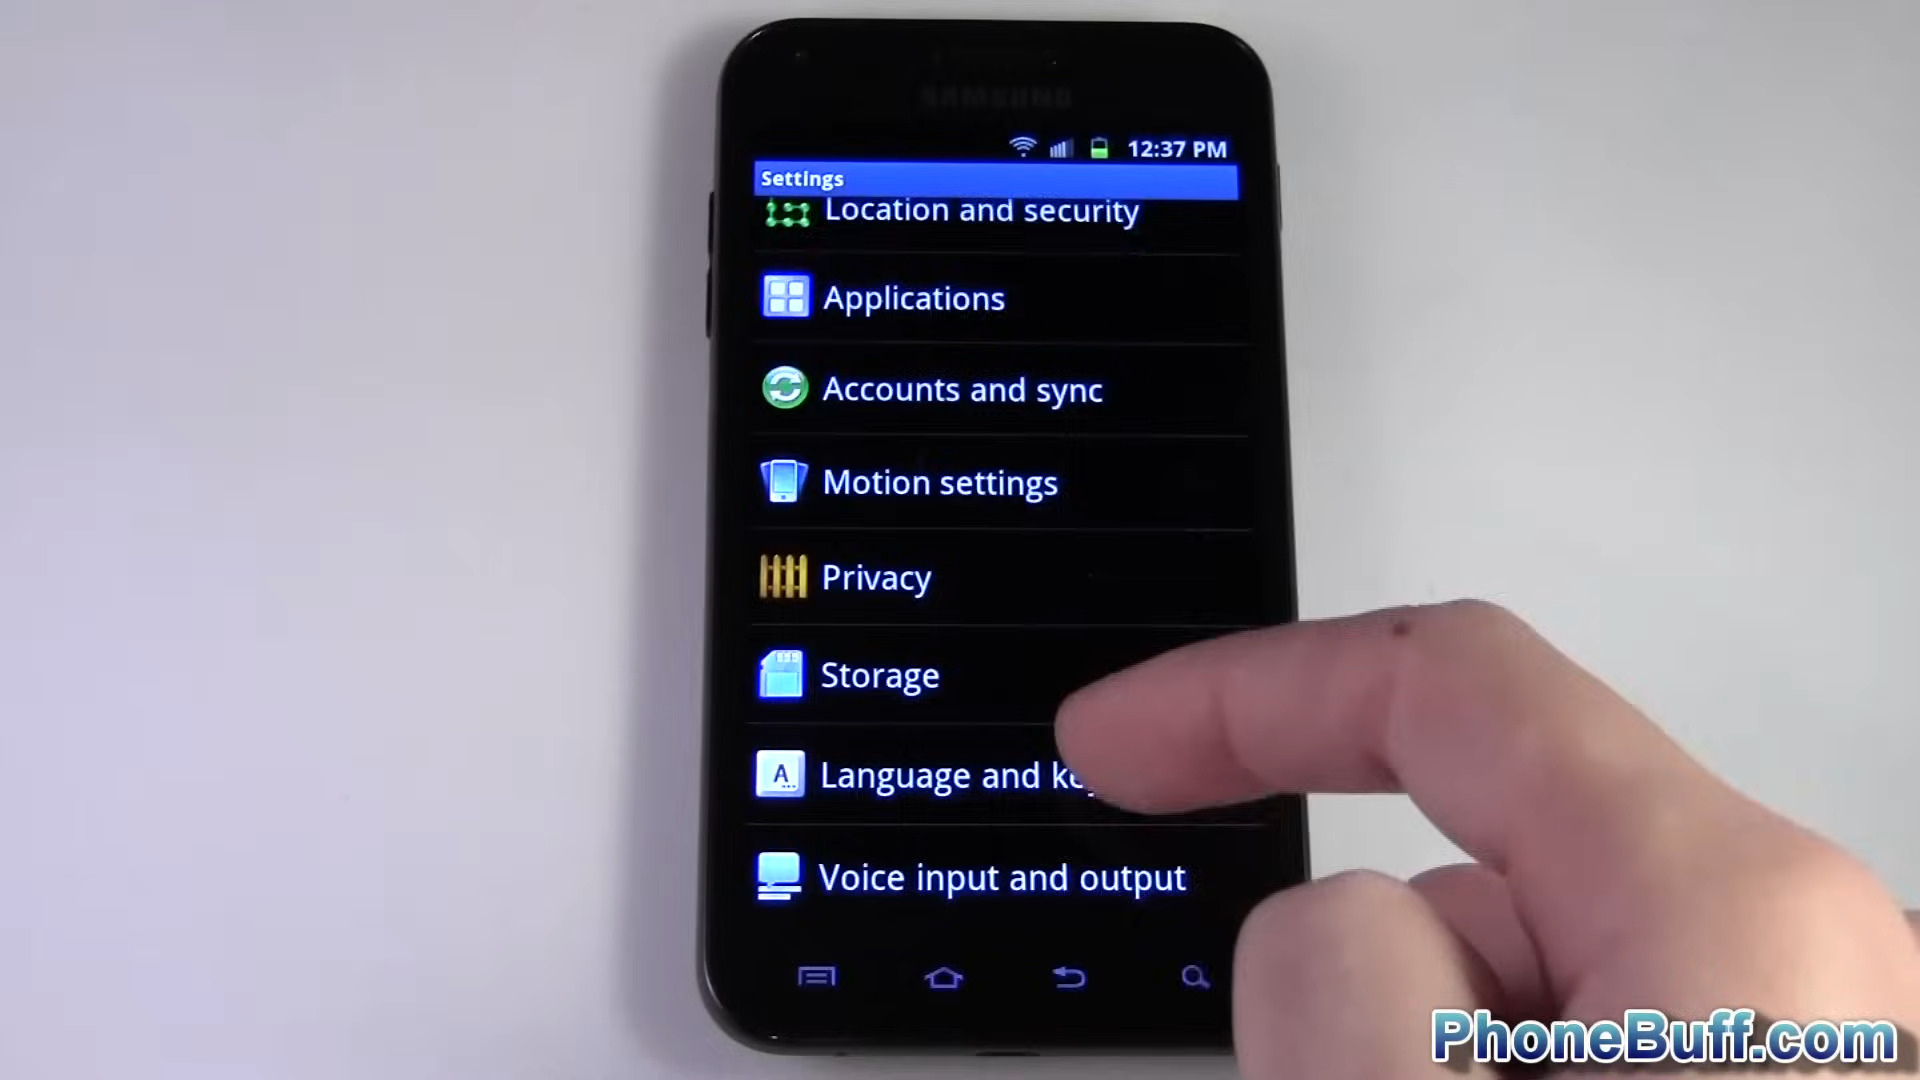 SAMSUNG
12:37 PM
Settings
Location and security
Applications
Accounts and sync
Motion settings
Privacy
Storage
Language and
Voice input and output
PhoneBuff.com